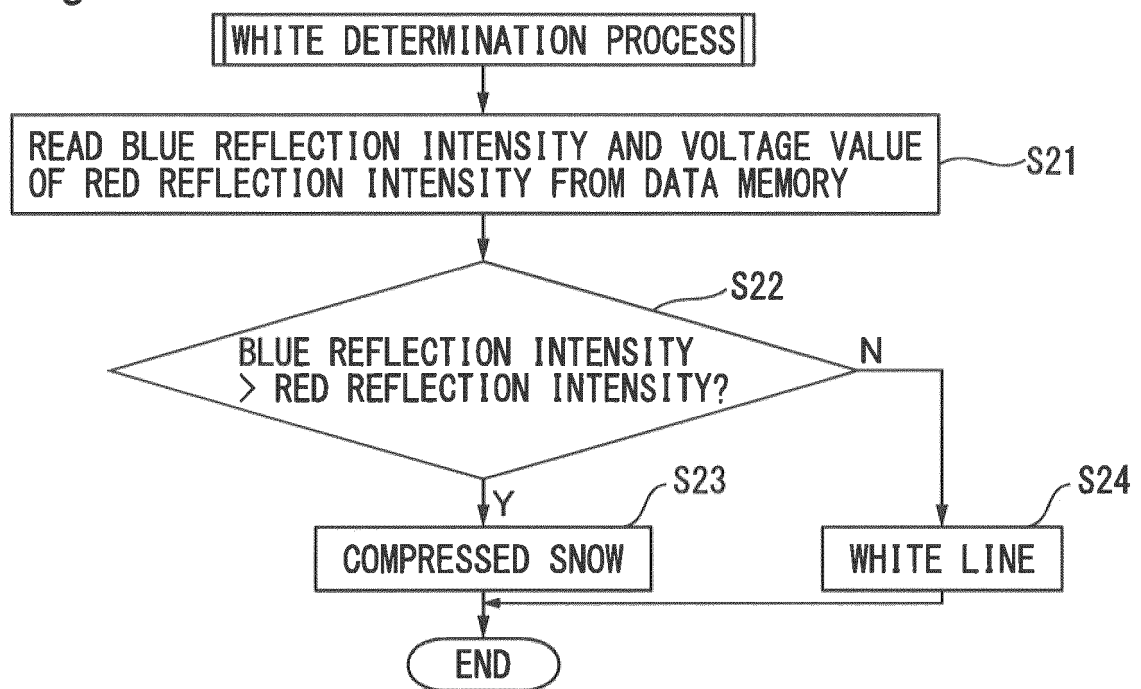 WHITE DETERMINATION PROCESS
READ BLUE REFLECTION INTENSITY AND VOLTAGE VALUE
OF RED REFLECTION INTENSITY FROM DATA MEMORY
S21
S22
BLUE REFLECTION INTENSITY
> RED REFLECTION INTENSITY?
N
Y
S23
S24
COMPRESSED SNOW
WHITE LINE
END